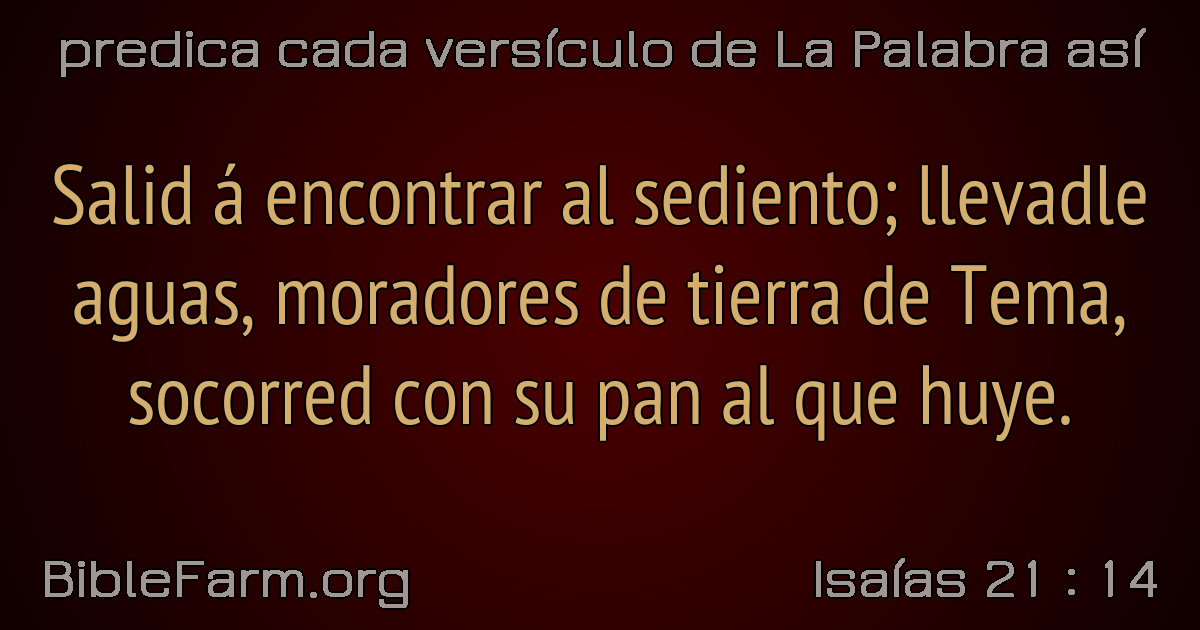 predica cada versículo de La Palabra así
Salid á encontrar al sediento; llevadle
aguas, moradores de tierra de Tema,
socorred con su pan al que huye.
BibleFarm.org
Isaías 21 : 14